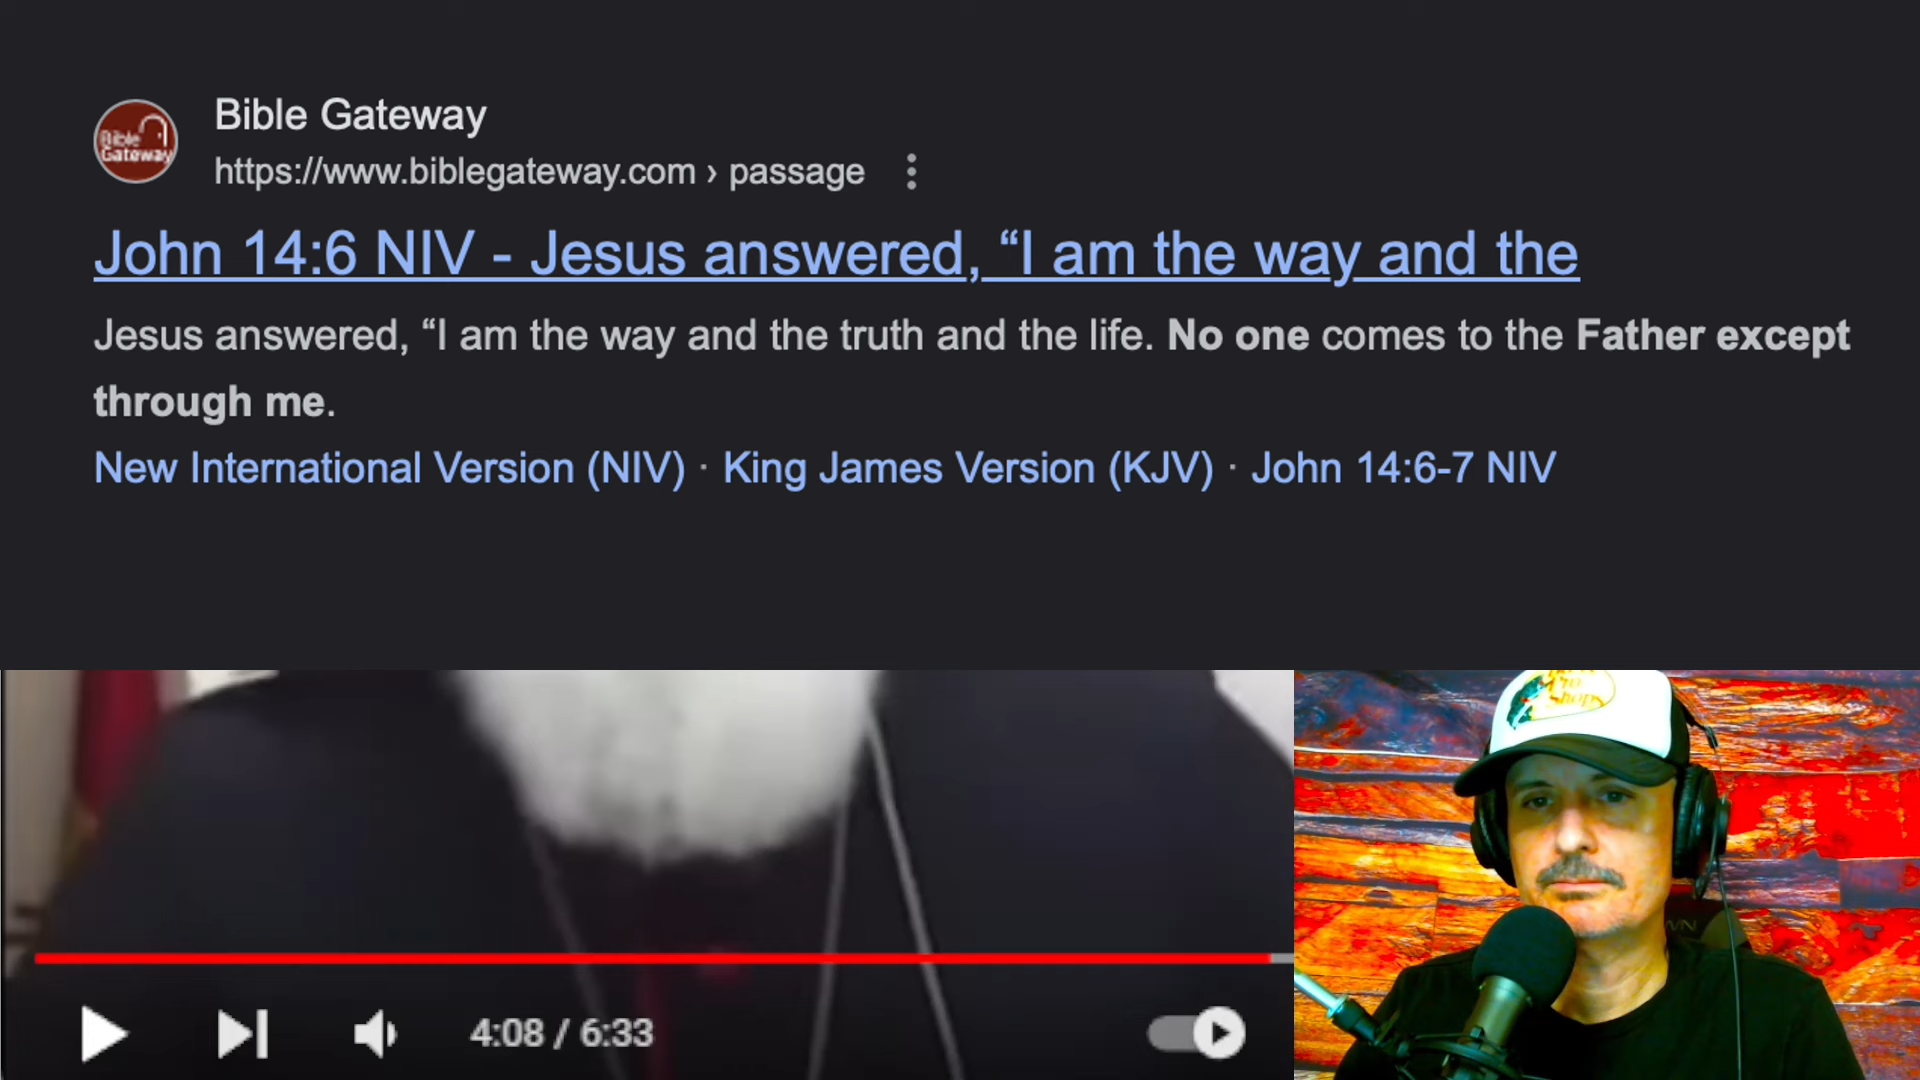 Bible Gateway
Bible
Gateway
https://www.biblegateway.com › passage
John 14:6 NIV - Jesus answered, “I am the way and the
Jesus answered, “I am the way and the truth and the life. No one comes to the Father except
through me.
New International Version (NIV) · King James Version (KJV) · John 14:6-7 NIV
4:08 / 6:33